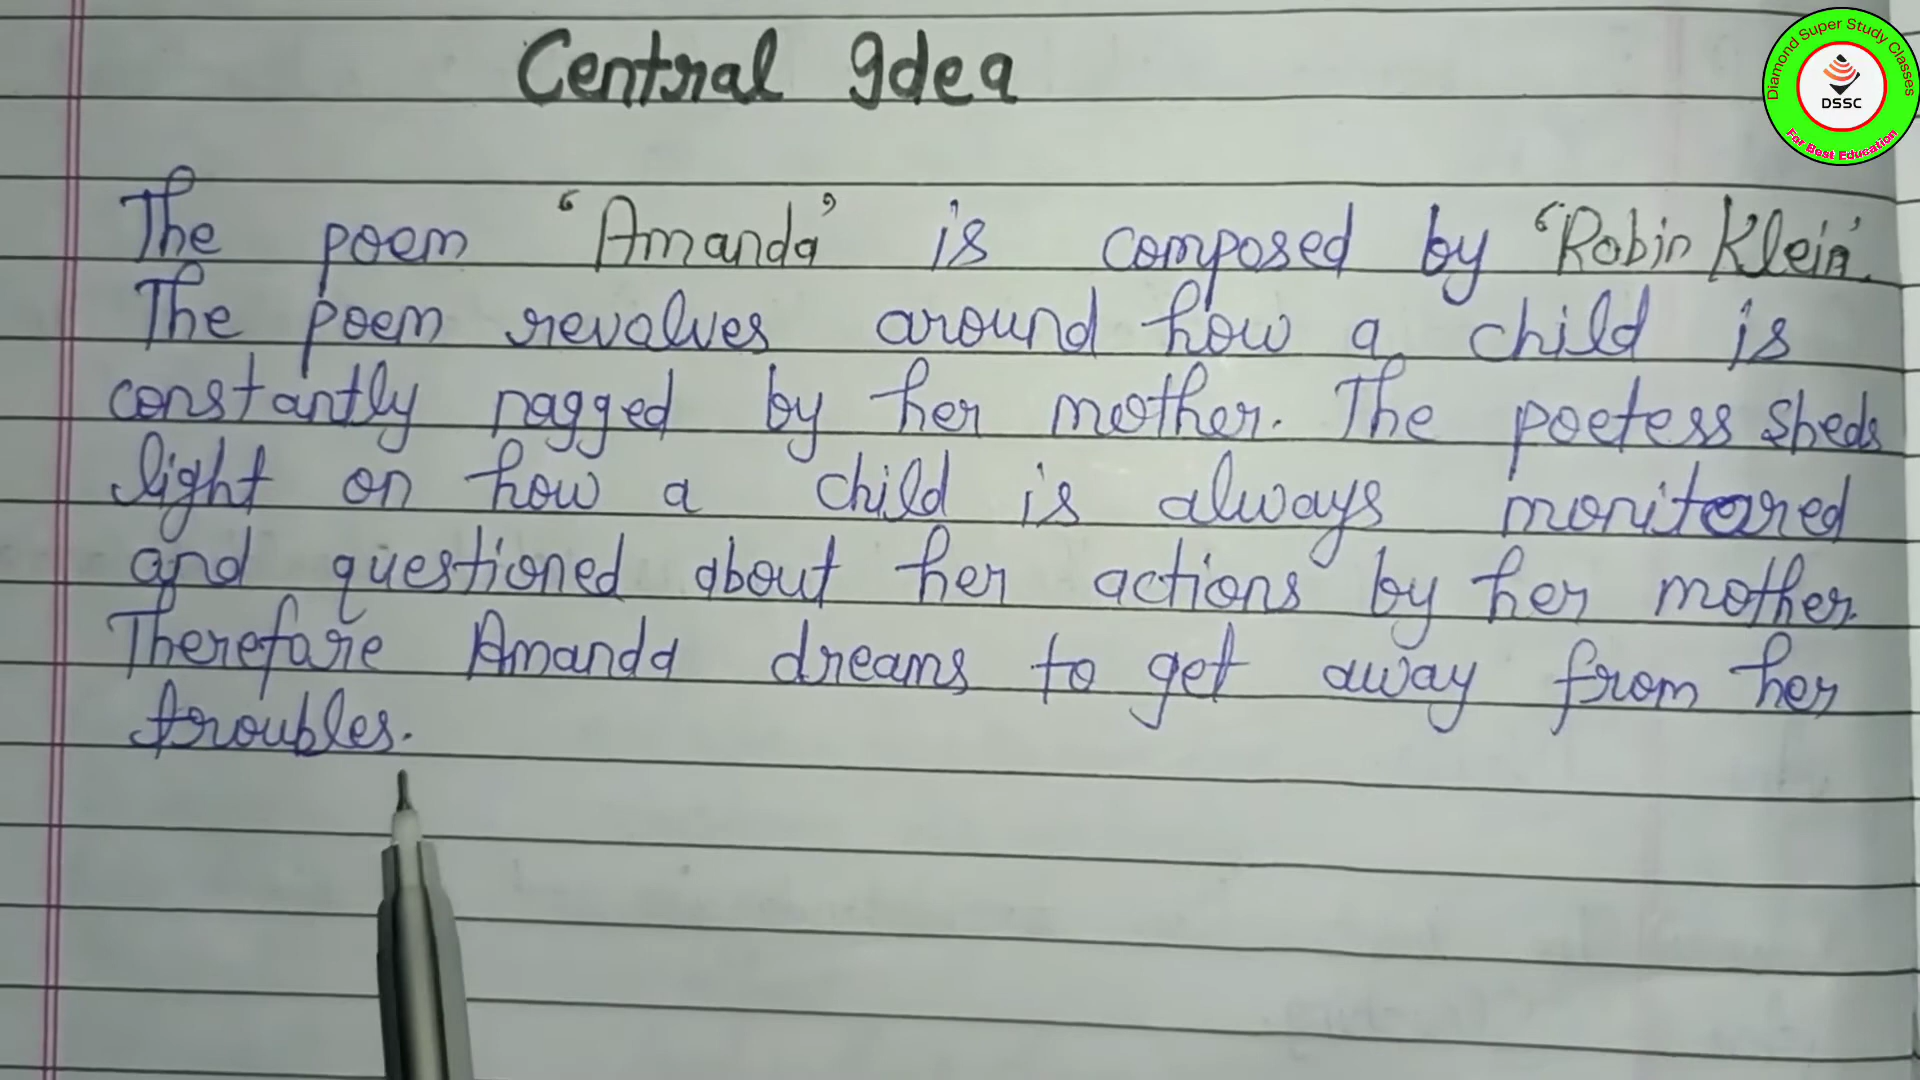 Central Idea
Diamond Super Study Classes
DSSC
For Best Education
The poem 'Amanda' is composed by 'Robin Klein'.
The poem revolves around how a child is
constantly nagged by her mother. The poetess sheds
light on how a child is always monitored
and questioned about her actions by her mother.
Therefore Amanda dreams to get away from her
troubles.